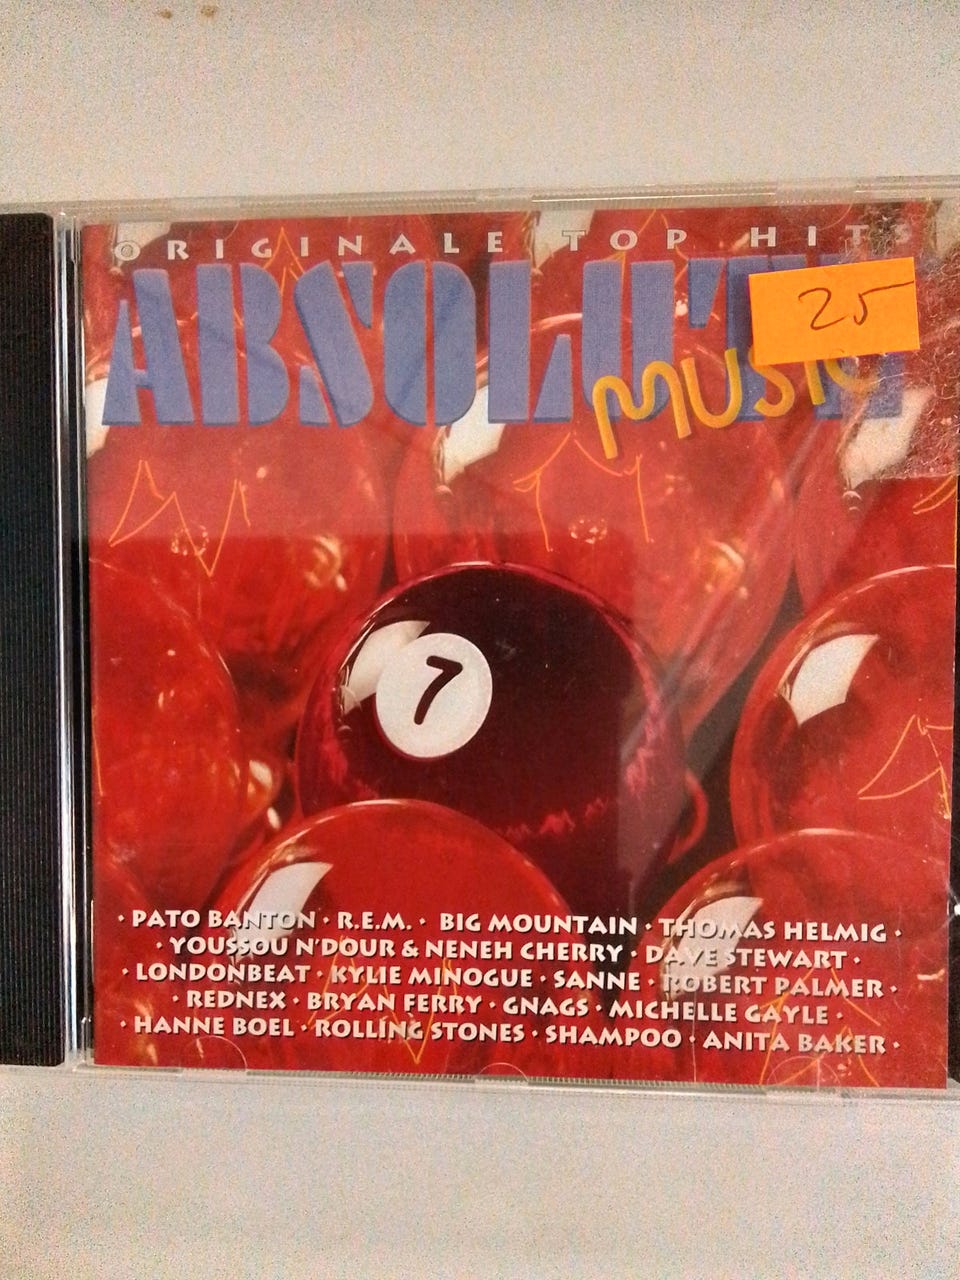 ORIGINALE TOP HITS
ABSOLUTE
25
MUSIC
7
· PATO BANTON · R.E.M. · BIG MOUNTAIN · THOMAS HELMIG ·
· YOUSSOU N'DOUR & NENEH CHERRY · DAVE STEWART ·
· LONDONBEAT · KYLIE MINOGUE · SANNE · ROBERT PALMER ·
· REDNEX · BRYAN FERRY · GNAGS · MICHELLE GAYLE ·
· HANNE BOEL · ROLLING STONES · SHAMPOO · ANITA BAKER ·